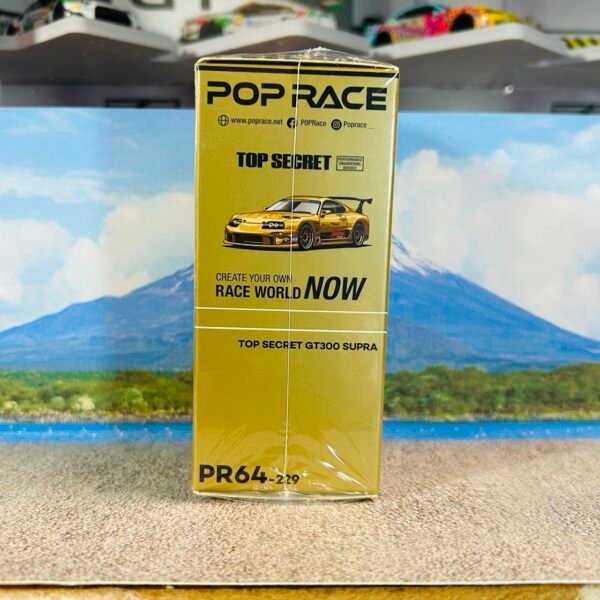 POP RACE
www.poprace.net POPRace Poprace__
TOP SECRET PERFORMANCE ENGINEERING SERVICE
CREATE YOUR OWN
RACE WORLD NOW
TOP SECRET GT300 SUPRA
PR64-229